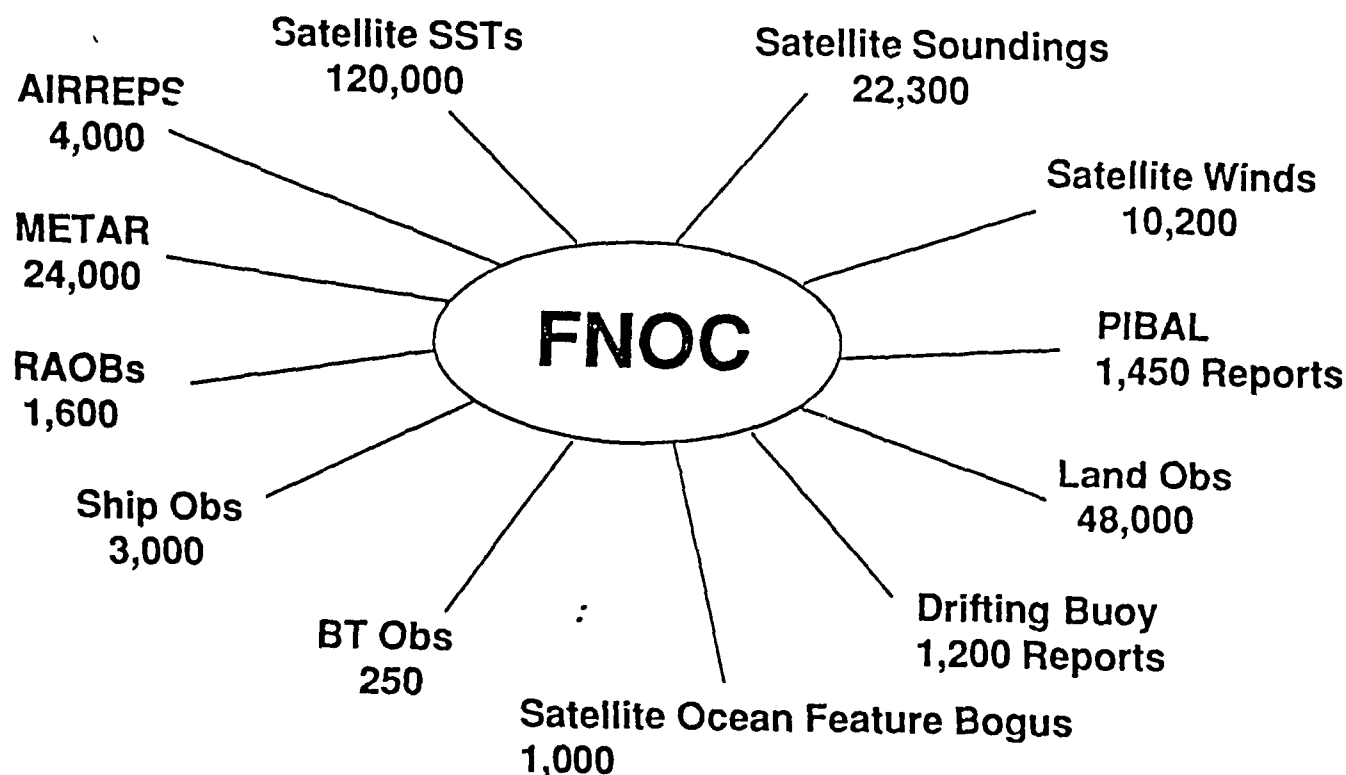 Satellite SSTs
120,000
Satellite Soundings
22,300
AIRREPS
4,000
Satellite Winds
10,200
METAR
24,000
FNOC
PIBAL
1,450 Reports
RAOBs
1,600
Land Obs
48,000
Ship Obs
3,000
Drifting Buoy
1,200 Reports
BT Obs
250
Satellite Ocean Feature Bogus
1,000